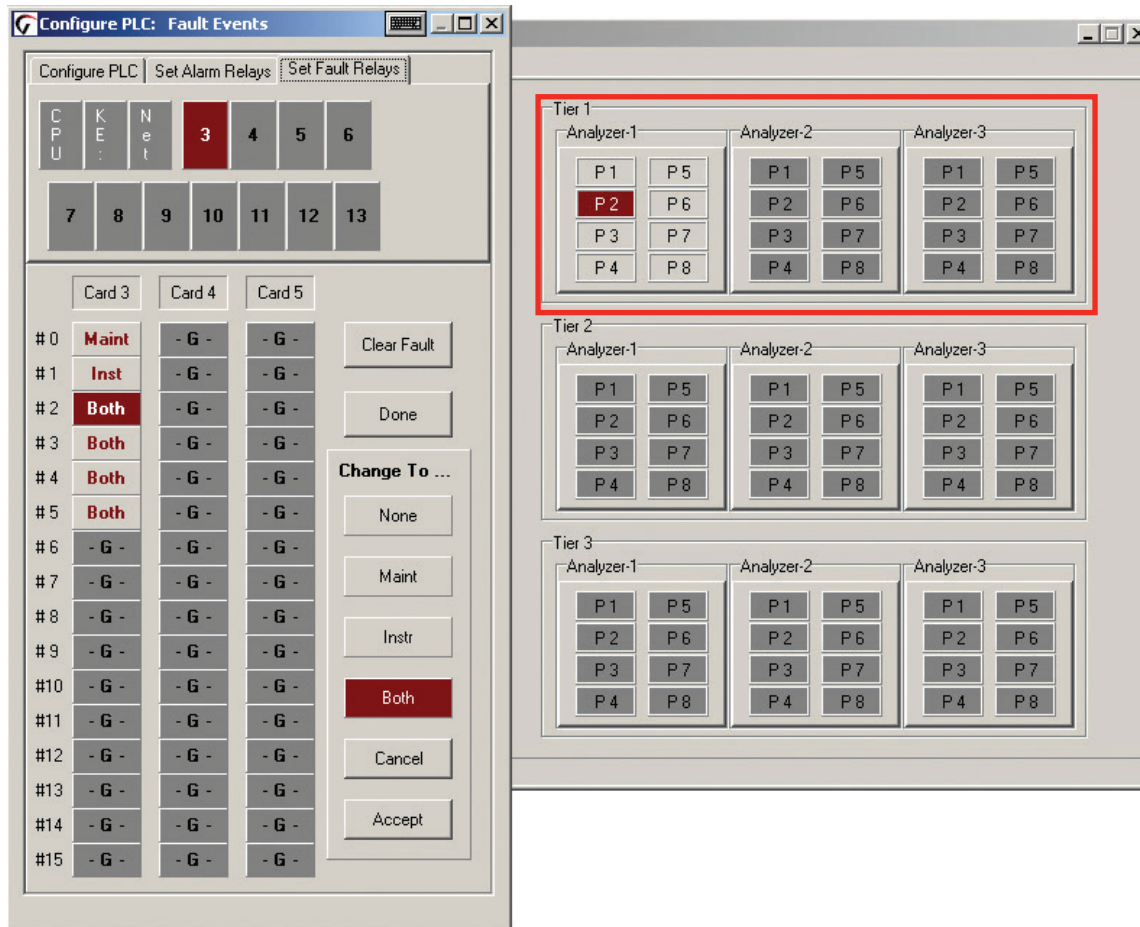 Configure PLC: Fault Events
Configure PLC Set Alarm Relays Set Fault Relays
CPU KE: Net 3 4 5 6
7 8 9 10 11 12 13
Card 3 Card 4 Card 5
#0 Maint - G - - G -
#1 Inst - G - - G -
#2 Both - G - - G -
#3 Both - G - - G -
#4 Both - G - - G -
#5 Both - G - - G -
#6 - G - - G - - G -
#7 - G - - G - - G -
#8 - G - - G - - G -
#9 - G - - G - - G -
#10 - G - - G - - G -
#11 - G - - G - - G -
#12 - G - - G - - G -
#13 - G - - G - - G -
#14 - G - - G - - G -
#15 - G - - G - - G -
Clear Fault
Done
Change To ...
None
Maint
Instr
Both
Cancel
Accept
Tier 1
Analyzer-1 Analyzer-2 Analyzer-3
P1 P5 P1 P5 P1 P5
P2 P6 P2 P6 P2 P6
P3 P7 P3 P7 P3 P7
P4 P8 P4 P8 P4 P8
Tier 2
Analyzer-1 Analyzer-2 Analyzer-3
P1 P5 P1 P5 P1 P5
P2 P6 P2 P6 P2 P6
P3 P7 P3 P7 P3 P7
P4 P8 P4 P8 P4 P8
Tier 3
Analyzer-1 Analyzer-2 Analyzer-3
P1 P5 P1 P5 P1 P5
P2 P6 P2 P6 P2 P6
P3 P7 P3 P7 P3 P7
P4 P8 P4 P8 P4 P8